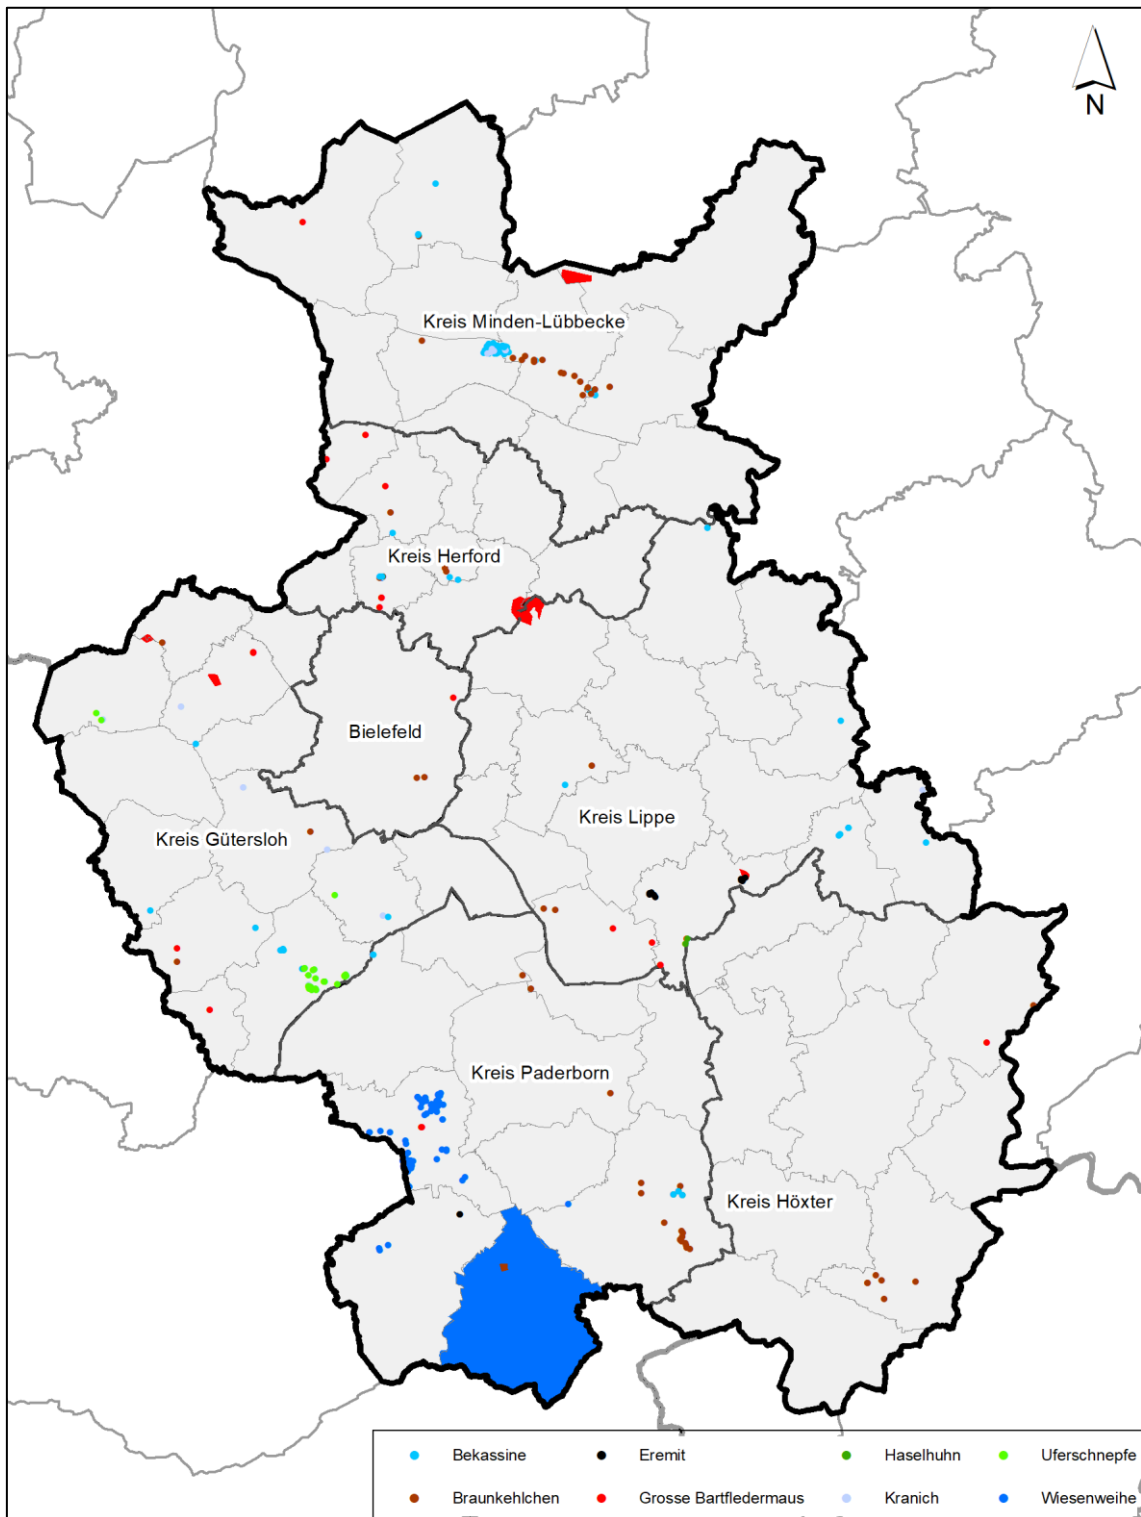 N
Kreis Minden-Lübbecke
Kreis Herford
Bielefeld
Kreis Lippe
Kreis Gütersloh
Kreis Paderborn
Kreis Höxter
Bekassine Eremit Haselhuhn Uferschnepfe
Braunkehlchen Grosse Bartfledermaus Kranich Wiesenweihe